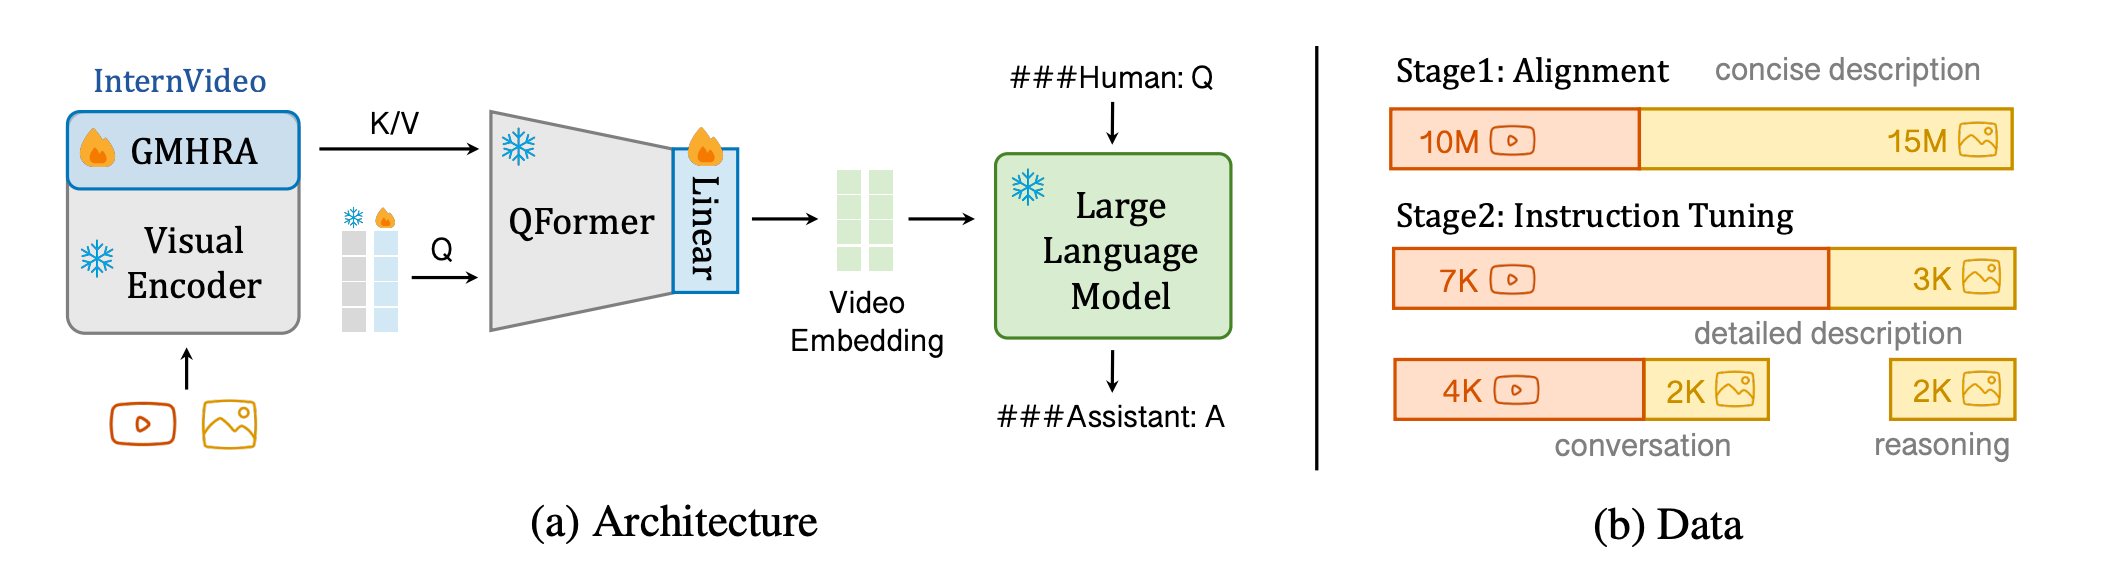 InternVideo
GMHRA
Visual
Encoder
K/V
Q
QFormer
Linear
Video
Embedding
###Human: Q
Large
Language
Model
###Assistant: A
(a) Architecture
Stage1: Alignment concise description
10M 15M
Stage2: Instruction Tuning
7K 3K
detailed description
4K 2K 2K
conversation reasoning
(b) Data